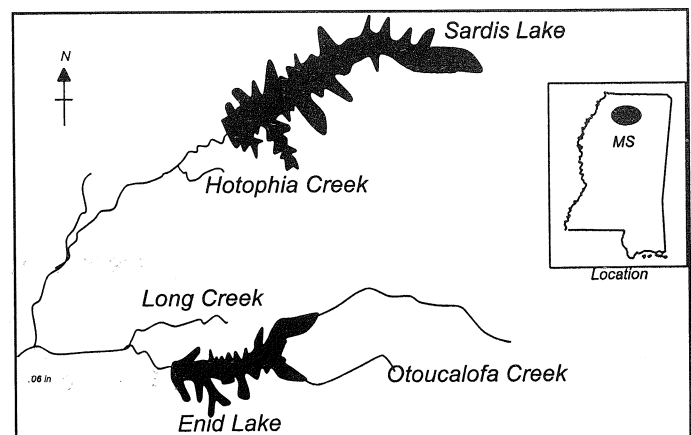 Sardis Lake
N
MS
Hotophia Creek
Location
Long Creek
.06 in
Otoucalofa Creek
Enid Lake